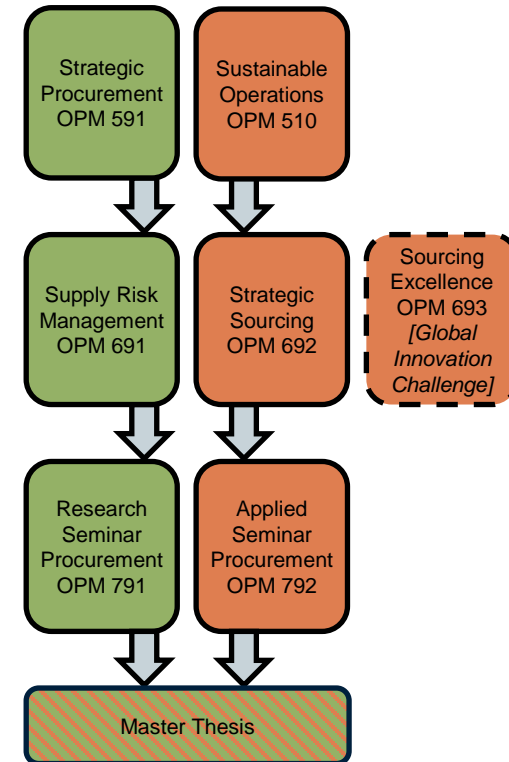 Strategic
Procurement
OPM 591
Sustainable
Operations
OPM 510
Supply Risk
Management
OPM 691
Strategic
Sourcing
OPM 692
Sourcing
Excellence
OPM 693
[Global
Innovation
Challenge]
Research
Seminar
Procurement
OPM 791
Applied
Seminar
Procurement
OPM 792
Master Thesis